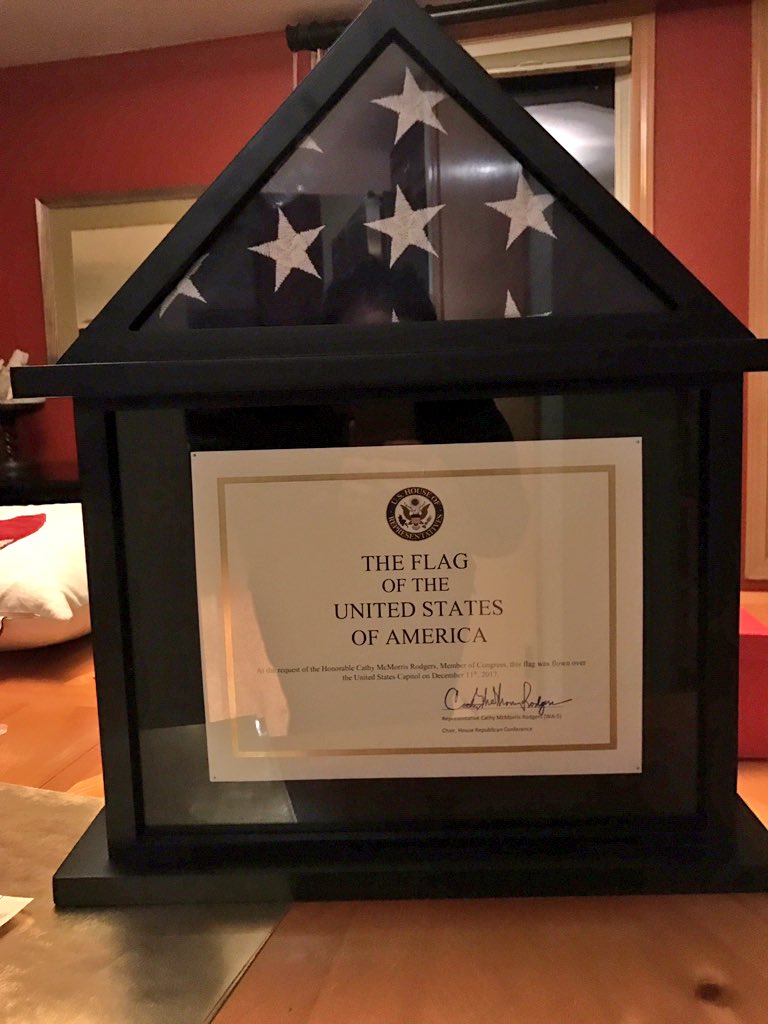 U.S. HOUSE OF
REPRESENTATIVES
THE FLAG
OF THE
UNITED STATES
OF AMERICA
At the request of the Honorable Cathy McMorris Rodgers, Member of Congress, this flag was flown over
the United States Capitol on December 11th, 2017.
Representative Cathy McMorris Rodgers (WA-5)
Chair, House Republican Conference